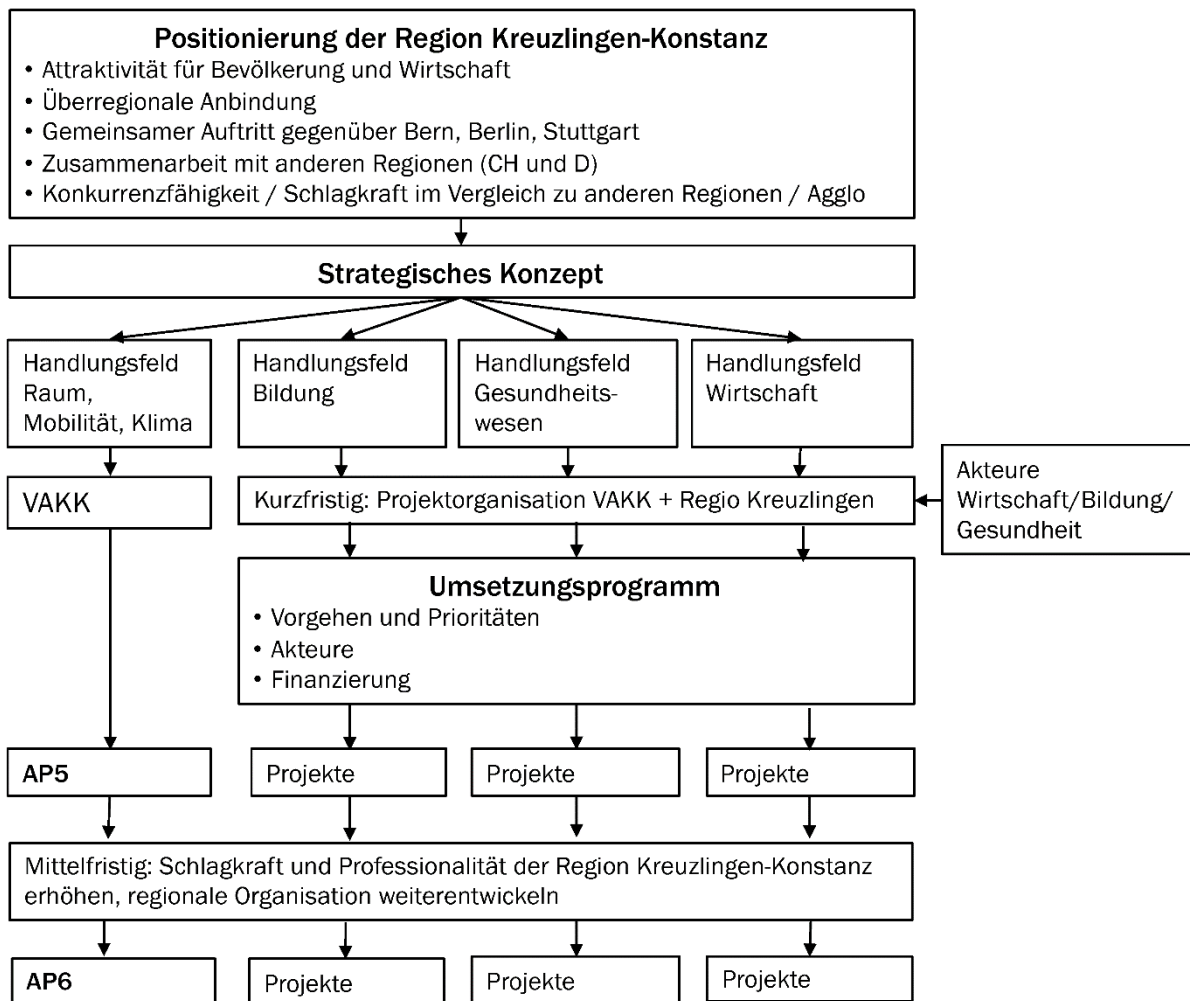 Positionierung der Region Kreuzlingen-Konstanz
• Attraktivität für Bevölkerung und Wirtschaft
• Überregionale Anbindung
• Gemeinsamer Auftritt gegenüber Bern, Berlin, Stuttgart
• Zusammenarbeit mit anderen Regionen (CH und D)
• Konkurrenzfähigkeit / Schlagkraft im Vergleich zu anderen Regionen / Agglo
Strategisches Konzept
Handlungsfeld
Raum,
Mobilität, Klima
Handlungsfeld
Bildung
Handlungsfeld
Gesundheits-
wesen
Handlungsfeld
Wirtschaft
VAKK
Kurzfristig: Projektorganisation VAKK + Regio Kreuzlingen
Akteure
Wirtschaft/Bildung/
Gesundheit
Umsetzungsprogramm
• Vorgehen und Prioritäten
• Akteure
• Finanzierung
AP5
Projekte
Projekte
Projekte
Mittelfristig: Schlagkraft und Professionalität der Region Kreuzlingen-Konstanz
erhöhen, regionale Organisation weiterentwickeln
AP6
Projekte
Projekte
Projekte